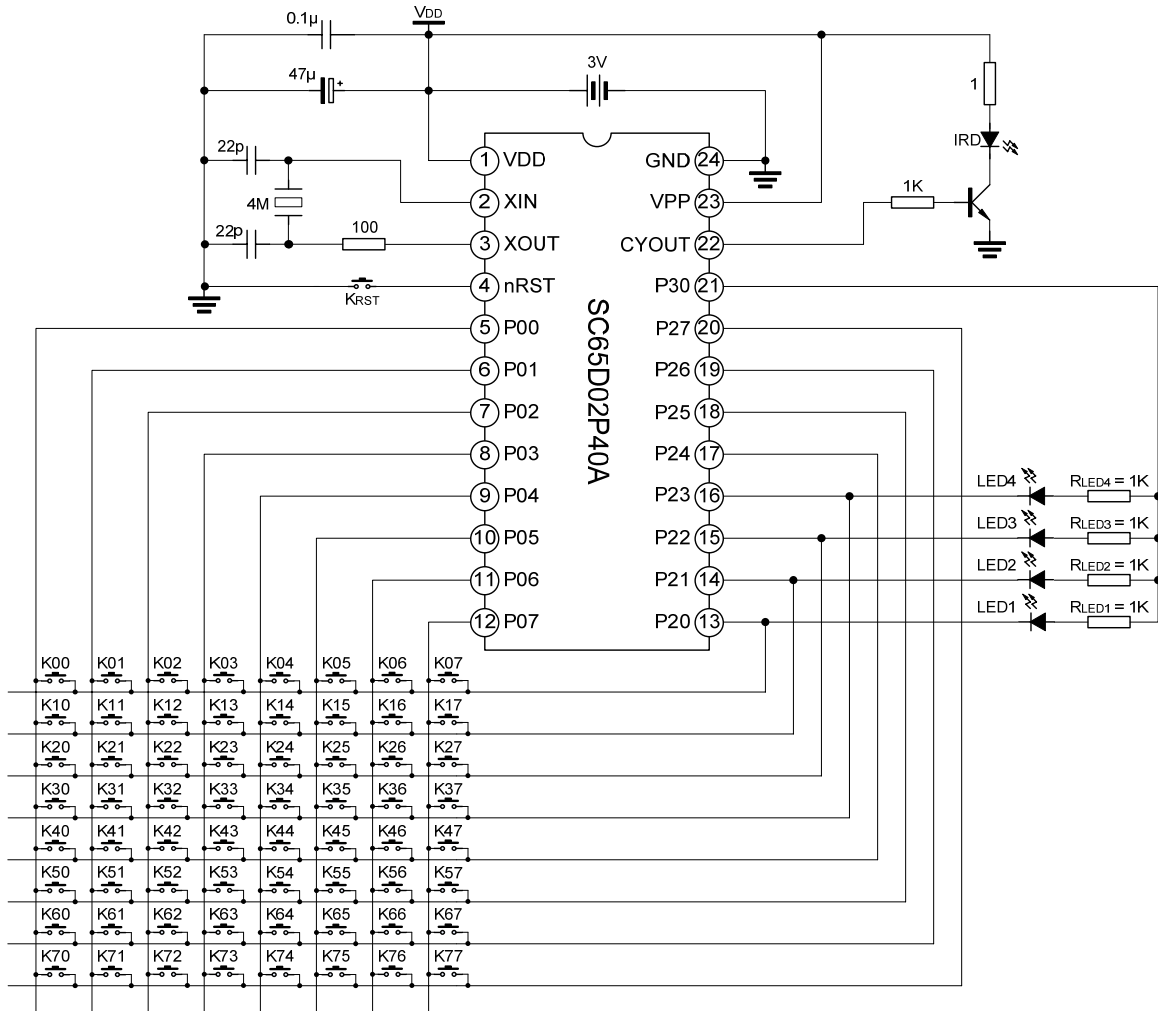 0.1μ
VDD
47μ
+
3V
1
22p
1 VDD
GND 24
IRD
4M
2 XIN
VPP 23
1K
22p
100
3 XOUT
CYOUT 22
KRST
4 nRST
P30 21
5 P00
P27 20
6 P01
P26 19
7 P02
P25 18
8 P03
P24 17
9 P04
P23 16
10 P05
P22 15
11 P06
P21 14
12 P07
P20 13
SC65D02P40A
LED4 RLED4 = 1K
LED3 RLED3 = 1K
LED2 RLED2 = 1K
LED1 RLED1 = 1K
K00 K01 K02 K03 K04 K05 K06 K07
K10 K11 K12 K13 K14 K15 K16 K17
K20 K21 K22 K23 K24 K25 K26 K27
K30 K31 K32 K33 K34 K35 K36 K37
K40 K41 K42 K43 K44 K45 K46 K47
K50 K51 K52 K53 K54 K55 K56 K57
K60 K61 K62 K63 K64 K65 K66 K67
K70 K71 K72 K73 K74 K75 K76 K77